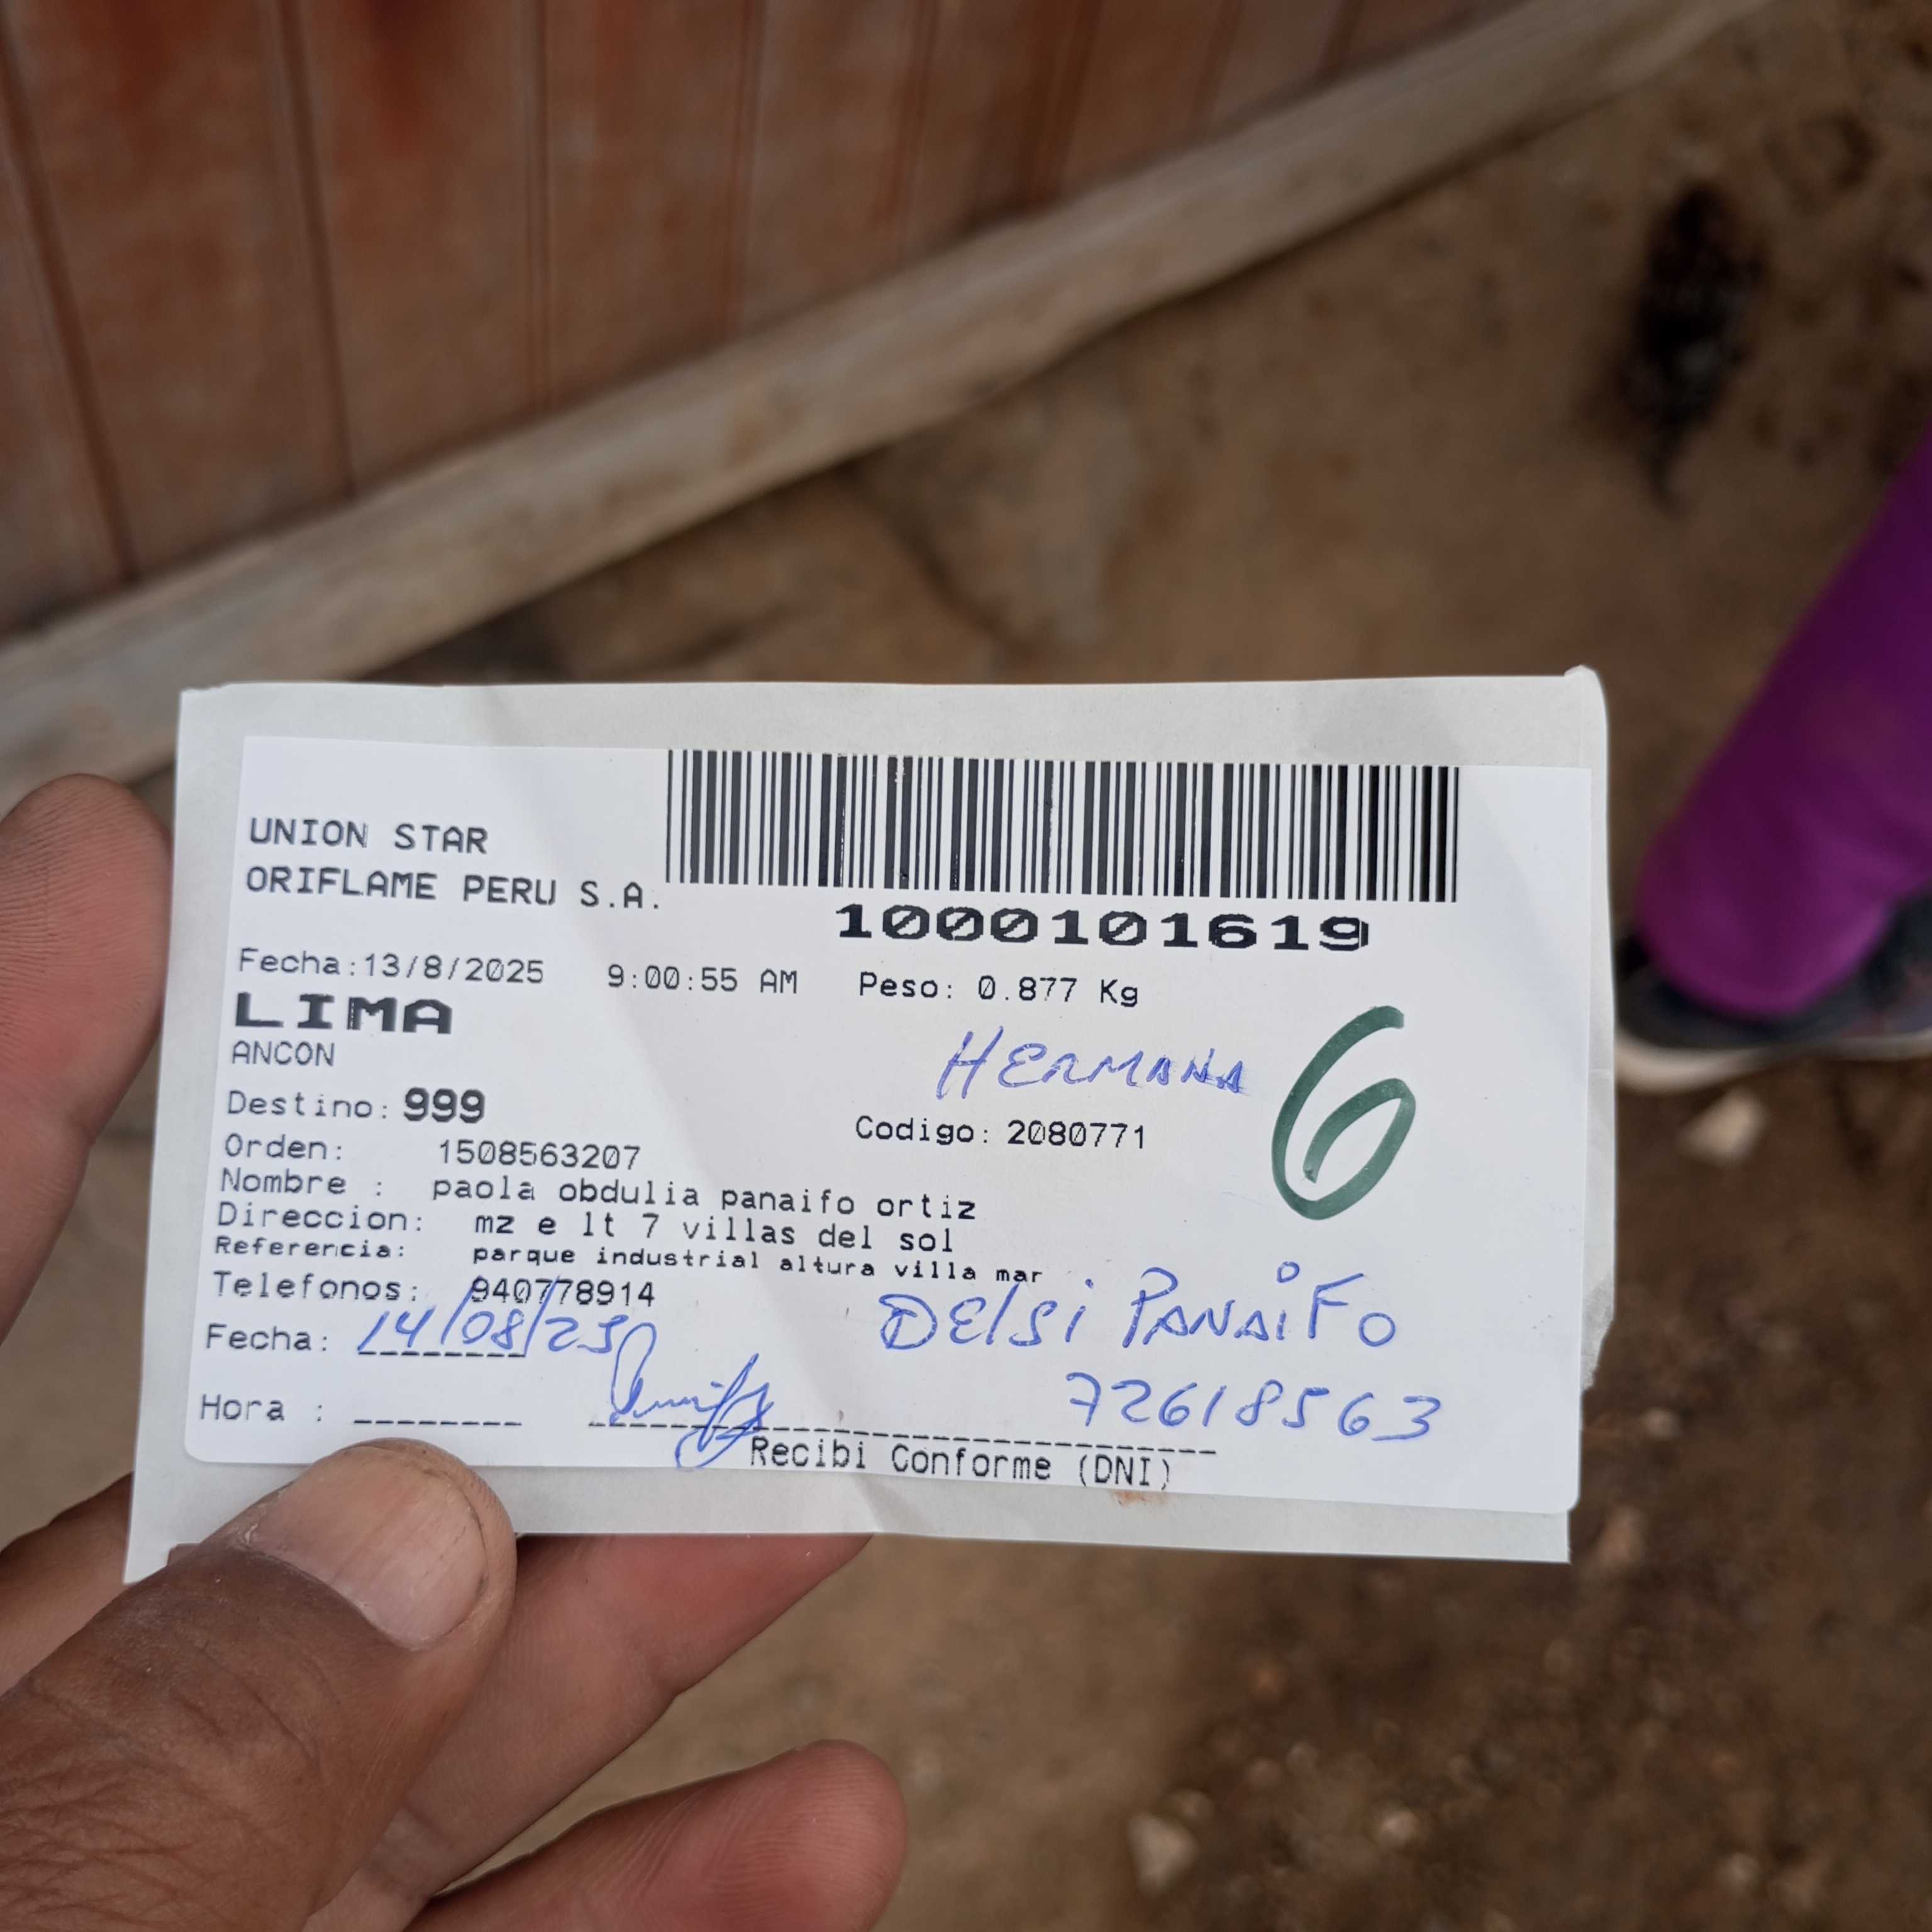 UNION STAR
ORIFLAME PERU S.A.
1000101619
Fecha:13/8/2025 9:00:55 AM Peso: 0.877 Kg
LIMA
ANCON
HERMANA
6
Destino: 999
Codigo: 2080771
Orden: 1508563207
Nombre : paola obdulia panaifo ortiz
Direccion: mz e lt 7 villas del sol
Referencia: parque industrial altura villa mar
Telefonos: 940778914
DElsi PANAiFO
Fecha: 14/08/25
72618563
Hora :
Recibi Conforme (DNI)